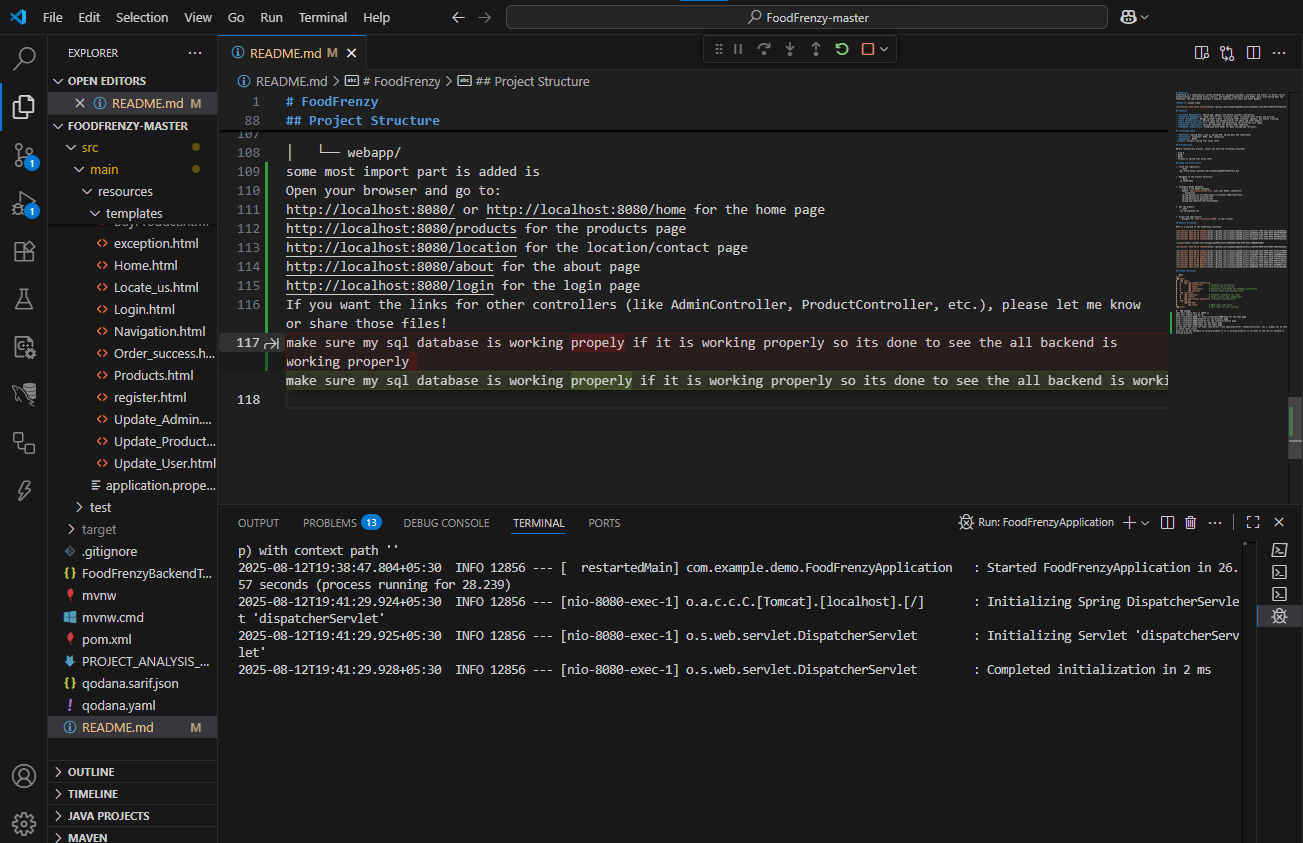 File Edit Selection View Go Run Terminal Help
FoodFrenzy-master
EXPLORER
OPEN EDITORS
README.md M
FOODFRENZY-MASTER
src
main
resources
templates
exception.html
Home.html
Locate_us.html
Login.html
Navigation.html
Order_success.h...
Products.html
register.html
Update_Admin....
Update_Product...
Update_User.html
application.prope...
test
target
.gitignore
FoodFrenzyBackendT...
mvnw
mvnw.cmd
pom.xml
PROJECT_ANALYSIS_...
qodana.sarif.json
qodana.yaml
README.md M
OUTLINE
TIMELINE
JAVA PROJECTS
MAVEN
1
1
README.md M
README.md > # FoodFrenzy > ## Project Structure
1 # FoodFrenzy
88 ## Project Structure
107
108 │ └── webapp/
109 some most import part is added is
110 Open your browser and go to:
111 http://localhost:8080/ or http://localhost:8080/home for the home page
112 http://localhost:8080/products for the products page
113 http://localhost:8080/location for the location/contact page
114 http://localhost:8080/about for the about page
115 http://localhost:8080/login for the login page
116 If you want the links for other controllers (like AdminController, ProductController, etc.), please let me know
or share those files!
117 make sure my sql database is working propely if it is working properly so its done to see the all backend is
working properly
make sure my sql database is working properly if it is working properly so its done to see the all backend is worki
118
OUTPUT PROBLEMS 13 DEBUG CONSOLE TERMINAL PORTS
Run: FoodFrenzyApplication
p) with context path ''
2025-08-12T19:38:47.804+05:30 INFO 12856 --- [ restartedMain] com.example.demo.FoodFrenzyApplication : Started FoodFrenzyApplication in 26.
57 seconds (process running for 28.239)
2025-08-12T19:41:29.924+05:30 INFO 12856 --- [nio-8080-exec-1] o.a.c.c.C.[Tomcat].[localhost].[/] : Initializing Spring DispatcherServle
t 'dispatcherServlet'
2025-08-12T19:41:29.925+05:30 INFO 12856 --- [nio-8080-exec-1] o.s.web.servlet.DispatcherServlet : Initializing Servlet 'dispatcherServ
let'
2025-08-12T19:41:29.928+05:30 INFO 12856 --- [nio-8080-exec-1] o.s.web.servlet.DispatcherServlet : Completed initialization in 2 ms